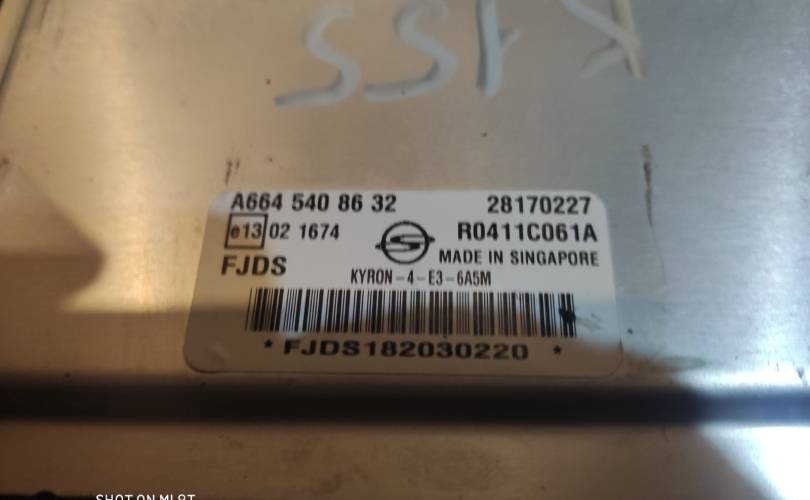 A664 540 86 32 28170227
e13 02 1674 R0411C061A
MADE IN SINGAPORE
FJDS
KYRON-4-E3-6A5M
* FJDS182030220 *
SHOT ON MI 8T